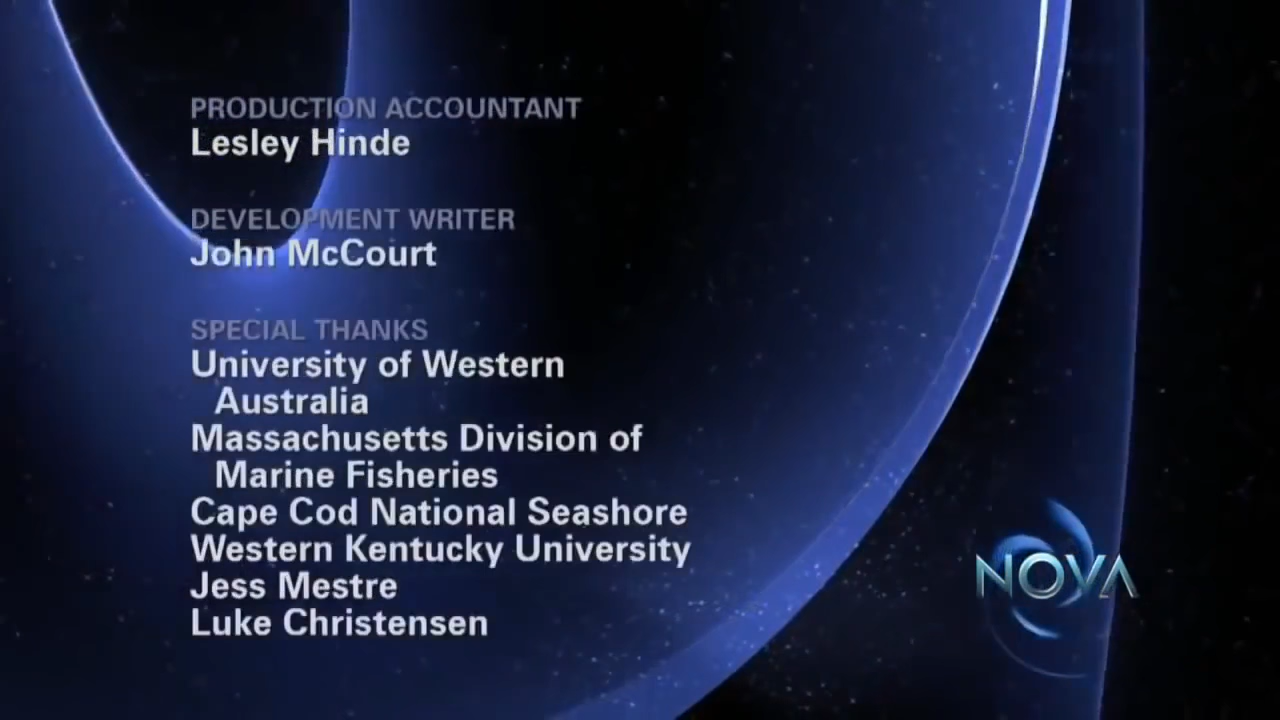 PRODUCTION ACCOUNTANT
Lesley Hinde
DEVELOPMENT WRITER
John McCourt
SPECIAL THANKS
University of Western
Australia
Massachusetts Division of
Marine Fisheries
Cape Cod National Seashore
Western Kentucky University
Jess Mestre
Luke Christensen
NOVA